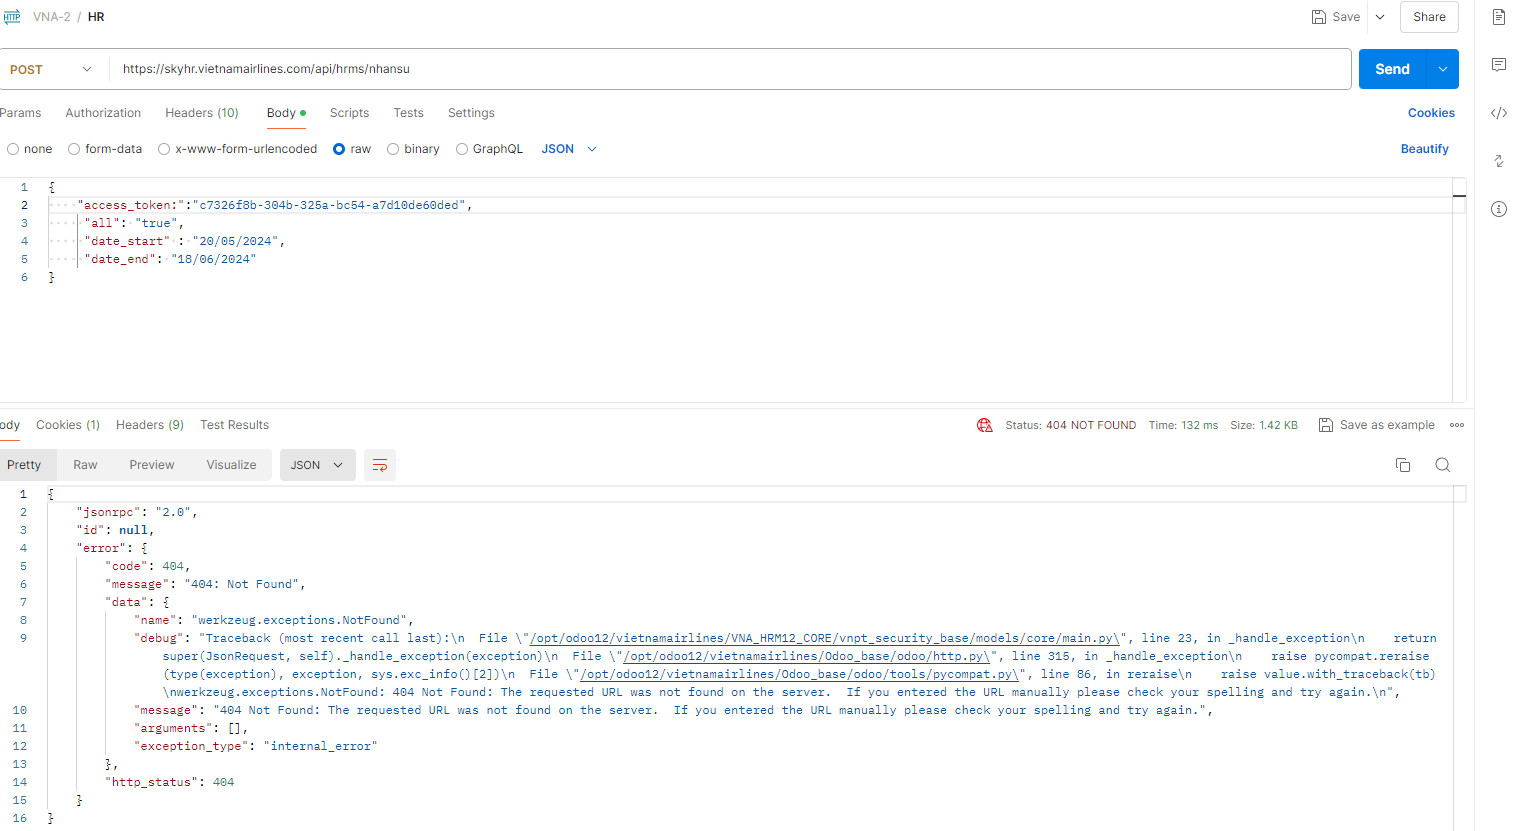 HTTP VNA-2 / HR Save Share
POST https://skyhr.vietnamairlines.com/api/hrms/nhansu Send
Params Authorization Headers (10) Body Scripts Tests Settings Cookies
none form-data x-www-form-urlencoded raw binary GraphQL JSON Beautify
1 {
2 "access_token:":"c7326f8b-304b-325a-bc54-a7d10de60ded",
3 "all": "true",
4 "date_start" : "20/05/2024",
5 "date_end": "18/06/2024"
6 }
ody Cookies (1) Headers (9) Test Results Status: 404 NOT FOUND Time: 132 ms Size: 1.42 KB Save as example
Pretty Raw Preview Visualize JSON
1 {
2 "jsonrpc": "2.0",
3 "id": null,
4 "error": {
5 "code": 404,
6 "message": "404: Not Found",
7 "data": {
8 "name": "werkzeug.exceptions.NotFound",
9 "debug": "Traceback (most recent call last):\n  File \"/opt/odoo12/vietnamairlines/VNA_HRM12_CORE/vnpt_security_base/models/core/main.py\", line 23, in _handle_exception\n    return
super(JsonRequest, self)._handle_exception(exception)\n  File \"/opt/odoo12/vietnamairlines/Odoo_base/odoo/http.py\", line 315, in _handle_exception\n    raise pycompat.reraise
(type(exception), exception, sys.exc_info()[2])\n  File \"/opt/odoo12/vietnamairlines/Odoo_base/odoo/tools/pycompat.py\", line 86, in reraise\n    raise value.with_traceback(tb)
\nwerkzeug.exceptions.NotFound: 404 Not Found: The requested URL was not found on the server.  If you entered the URL manually please check your spelling and try again.\n",
10 "message": "404 Not Found: The requested URL was not found on the server.  If you entered the URL manually please check your spelling and try again.",
11 "arguments": [],
12 "exception_type": "internal_error"
13 },
14 "http_status": 404
15 }
16 }